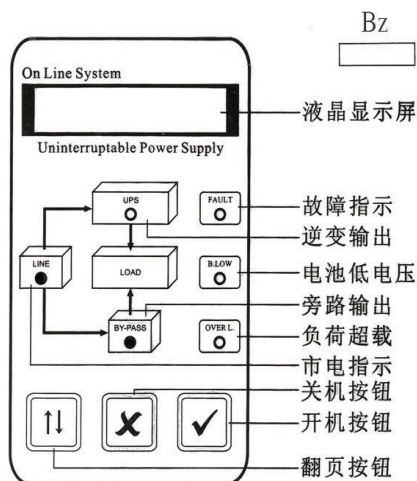 Bz
On Line System
液晶显示屏
Uninterruptable Power Supply
UPS
FAULT
故障指示
逆变输出
LINE
LOAD
B.LOW
电池低电压
旁路输出
BY-PASS
OVER L.
负荷超载
市电指示
关机按钮
开机按钮
翻页按钮